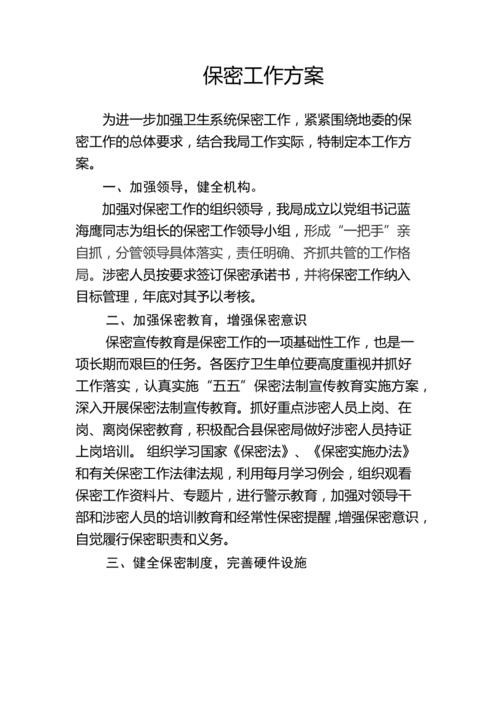 保密工作方案
为进一步加强卫生系统保密工作，紧紧围绕地委的保
密工作的总体要求，结合我局工作实际，特制定本工作方
案。
一、加强领导，健全机构。
加强对保密工作的组织领导，我局成立以党组书记蓝
海鹰同志为组长的保密工作领导小组，形成“一把手”亲
自抓，分管领导具体落实，责任明确、齐抓共管的工作格
局。涉密人员按要求签订保密承诺书，并将保密工作纳入
目标管理，年底对其予以考核。
二、加强保密教育，增强保密意识
保密宣传教育是保密工作的一项基础性工作，也是一
项长期而艰巨的任务。各医疗卫生单位要高度重视并抓好
工作落实，认真实施“五五”保密法制宣传教育实施方案，
深入开展保密法制宣传教育。抓好重点涉密人员上岗、在
岗、离岗保密教育，积极配合县保密局做好涉密人员持证
上岗培训。 组织学习国家《保密法》、《保密实施办法》
和有关保密工作法律法规，利用每月学习例会，组织观看
保密工作资料片、专题片，进行警示教育，加强对领导干
部和涉密人员的培训教育和经常性保密提醒,增强保密意识，
自觉履行保密职责和义务。
三、健全保密制度，完善硬件设施